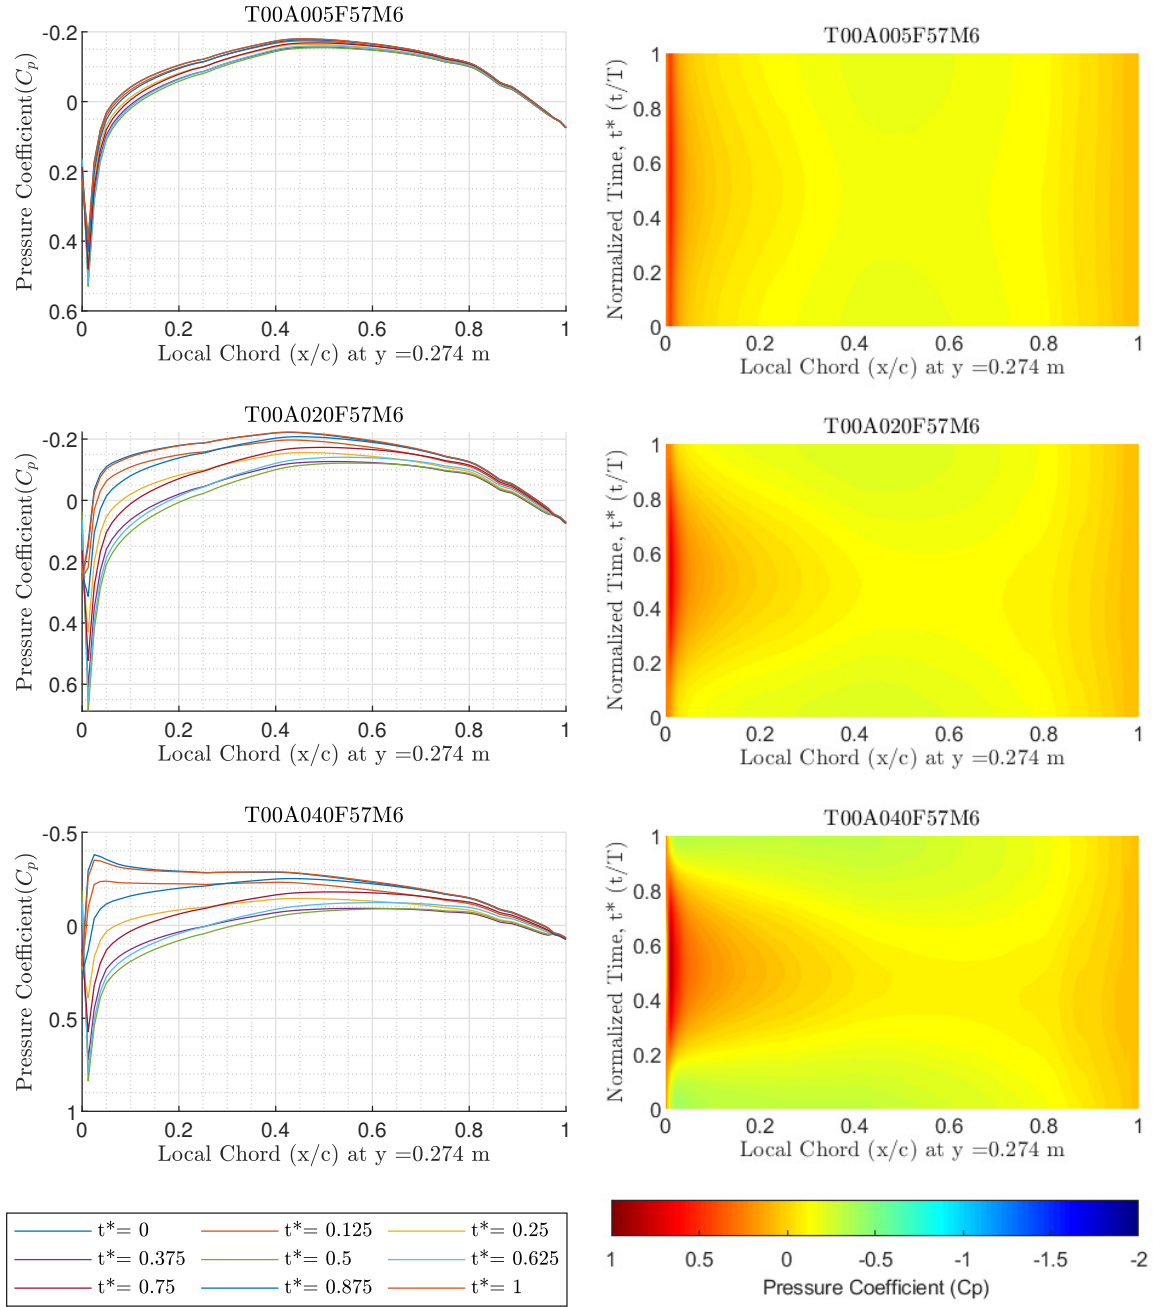 T00A005F57M6
-0.2
0
0.2
0.4
0.6
Pressure Coefficient(Cp)
0 0.2 0.4 0.6 0.8 1
Local Chord (x/c) at y =0.274 m
T00A005F57M6
1
0.8
0.6
0.4
0.2
0
Normalized Time, t* (t/T)
0 0.2 0.4 0.6 0.8 1
Local Chord (x/c) at y =0.274 m
T00A020F57M6
-0.2
0
0.2
0.4
0.6
Pressure Coefficient(Cp)
0 0.2 0.4 0.6 0.8 1
Local Chord (x/c) at y =0.274 m
T00A020F57M6
1
0.8
0.6
0.4
0.2
0
Normalized Time, t* (t/T)
0 0.2 0.4 0.6 0.8 1
Local Chord (x/c) at y =0.274 m
T00A040F57M6
-0.5
0
0.5
1
Pressure Coefficient(Cp)
0 0.2 0.4 0.6 0.8 1
Local Chord (x/c) at y =0.274 m
T00A040F57M6
1
0.8
0.6
0.4
0.2
0
Normalized Time, t* (t/T)
0 0.2 0.4 0.6 0.8 1
Local Chord (x/c) at y =0.274 m
t*= 0 t*= 0.125 t*= 0.25
t*= 0.375 t*= 0.5 t*= 0.625
t*= 0.75 t*= 0.875 t*= 1
1 0.5 0 -0.5 -1 -1.5 -2
Pressure Coefficient (Cp)